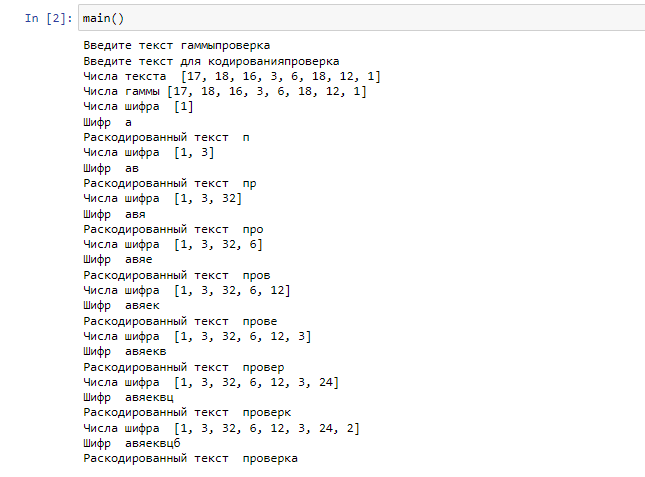 In [2]: main()
Введите текст гаммыпроверка
Введите текст для кодированияпроверка
Числа текста  [17, 18, 16, 3, 6, 18, 12, 1]
Числа гаммы [17, 18, 16, 3, 6, 18, 12, 1]
Числа шифра  [1]
Шифр  а
Раскодированный текст  п
Числа шифра  [1, 3]
Шифр  ав
Раскодированный текст  пр
Числа шифра  [1, 3, 32]
Шифр  авя
Раскодированный текст  про
Числа шифра  [1, 3, 32, 6]
Шифр  авяе
Раскодированный текст  пров
Числа шифра  [1, 3, 32, 6, 12]
Шифр  авяек
Раскодированный текст  прове
Числа шифра  [1, 3, 32, 6, 12, 3]
Шифр  авяекв
Раскодированный текст  провер
Числа шифра  [1, 3, 32, 6, 12, 3, 24]
Шифр  авяеквц
Раскодированный текст  проверк
Числа шифра  [1, 3, 32, 6, 12, 3, 24, 2]
Шифр  авяеквцб
Раскодированный текст  проверка